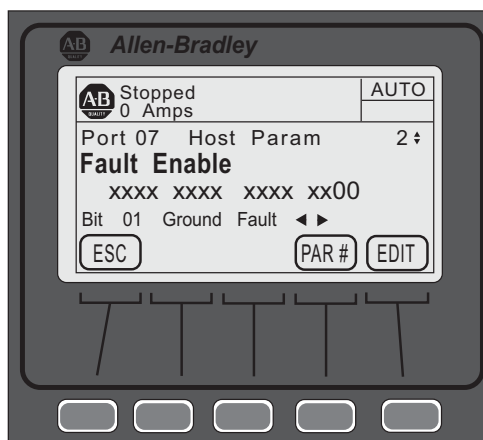 AB Allen-Bradley
AB QUALITY Stopped AUTO
0 Amps
Port 07 Host Param 2
Fault Enable
xxxx xxxx xxxx xx00
Bit 01 Ground Fault ◄ ►
ESC PAR # EDIT